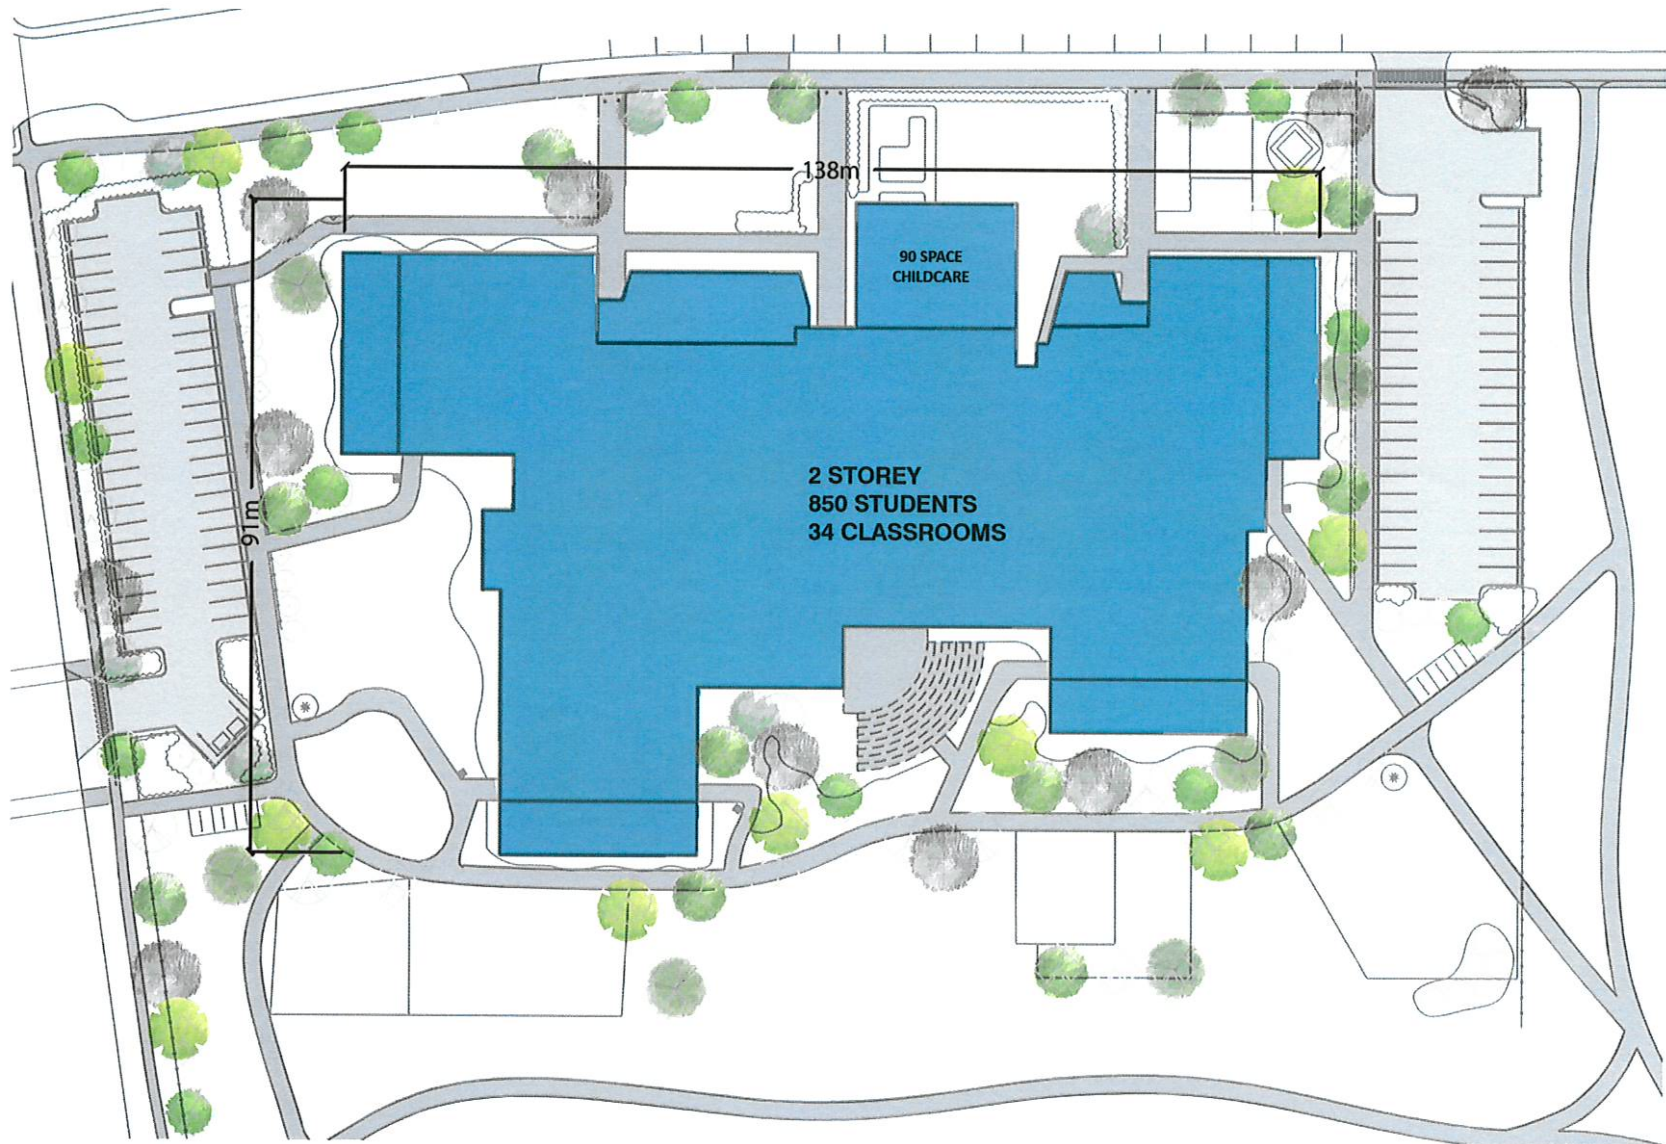 138m
90 SPACE
CHILDCARE
2 STOREY
850 STUDENTS
34 CLASSROOMS
91m